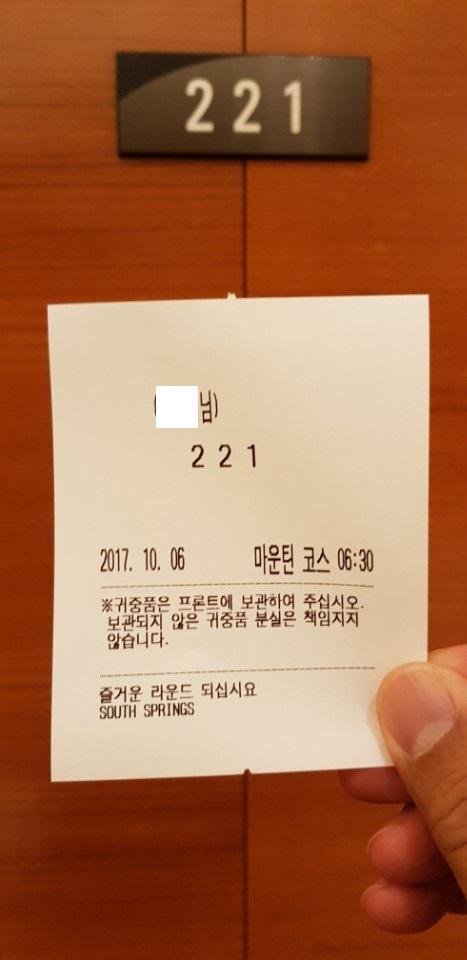 221
( 님)
221
2017. 10. 06 마운틴 코스 06:30
※귀중품은 프론트에 보관하여 주십시오.
보관되지 않은 귀중품 분실은 책임지지
않습니다.
즐거운 라운드 되십시요
SOUTH SPRINGS